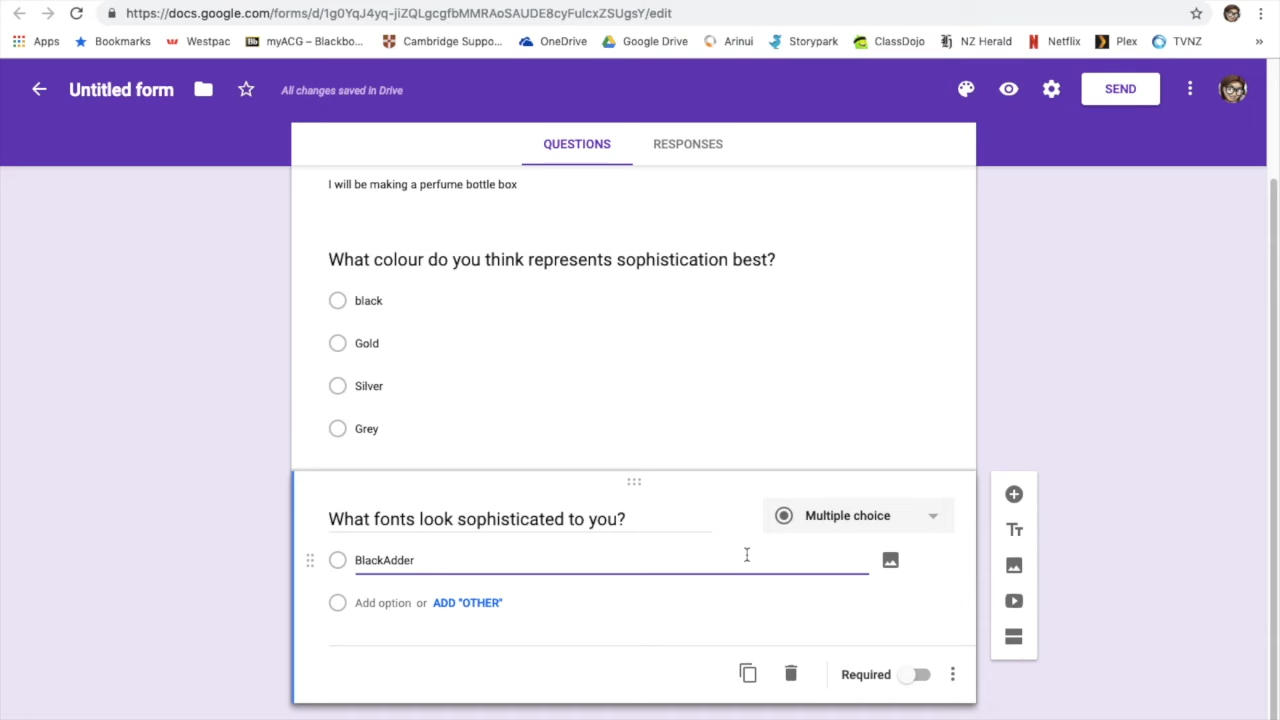 https://docs.google.com/forms/d/1g0YqJ4yq-jiZQLgcgfbMMRAoSAUDE8cyFulcxZSUgsY/edit
Apps Bookmarks Westpac myACG – Blackbo... Cambridge Suppo... OneDrive Google Drive Arinui Storypark ClassDojo NZ Herald Netflix Plex TVNZ »
Untitled form All changes saved in Drive SEND
QUESTIONS RESPONSES
I will be making a perfume bottle box
What colour do you think represents sophistication best?
black
Gold
Silver
Grey
What fonts look sophisticated to you? Multiple choice
BlackAdder
Add option or ADD "OTHER"
Required